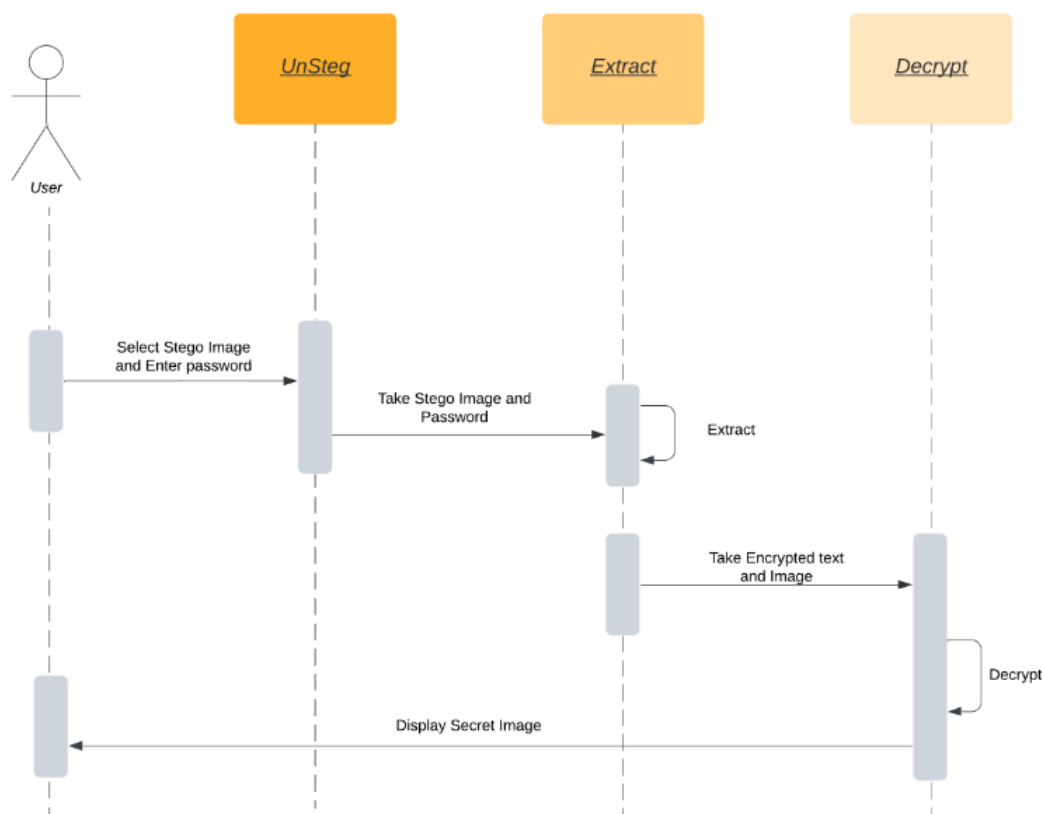 UnSteg
Extract
Decrypt
User
Select Stego Image
and Enter password
Take Stego Image and
Password
Extract
Take Encrypted text
and Image
Decrypt
Display Secret Image